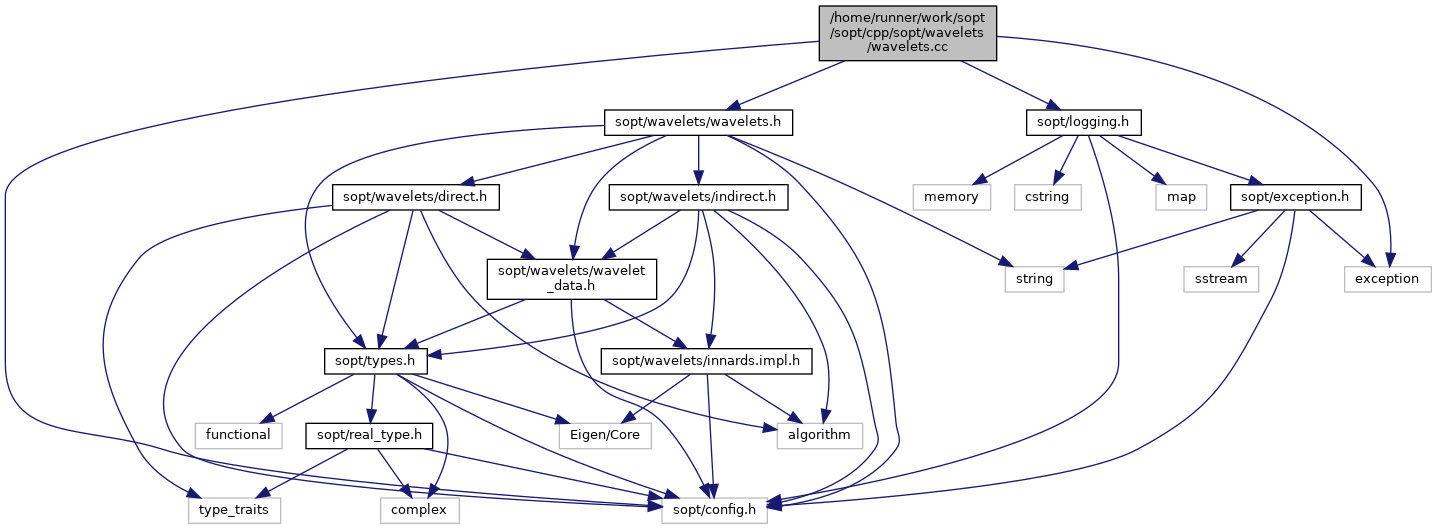 /home/runner/work/sopt
/sopt/cpp/sopt/wavelets
/wavelets.cc
sopt/wavelets/wavelets.h
sopt/logging.h
sopt/wavelets/direct.h
sopt/wavelets/indirect.h
memory
cstring
map
sopt/exception.h
sopt/wavelets/wavelet
_data.h
string
sstream
exception
sopt/types.h
sopt/wavelets/innards.impl.h
functional
sopt/real_type.h
Eigen/Core
algorithm
type_traits
complex
sopt/config.h